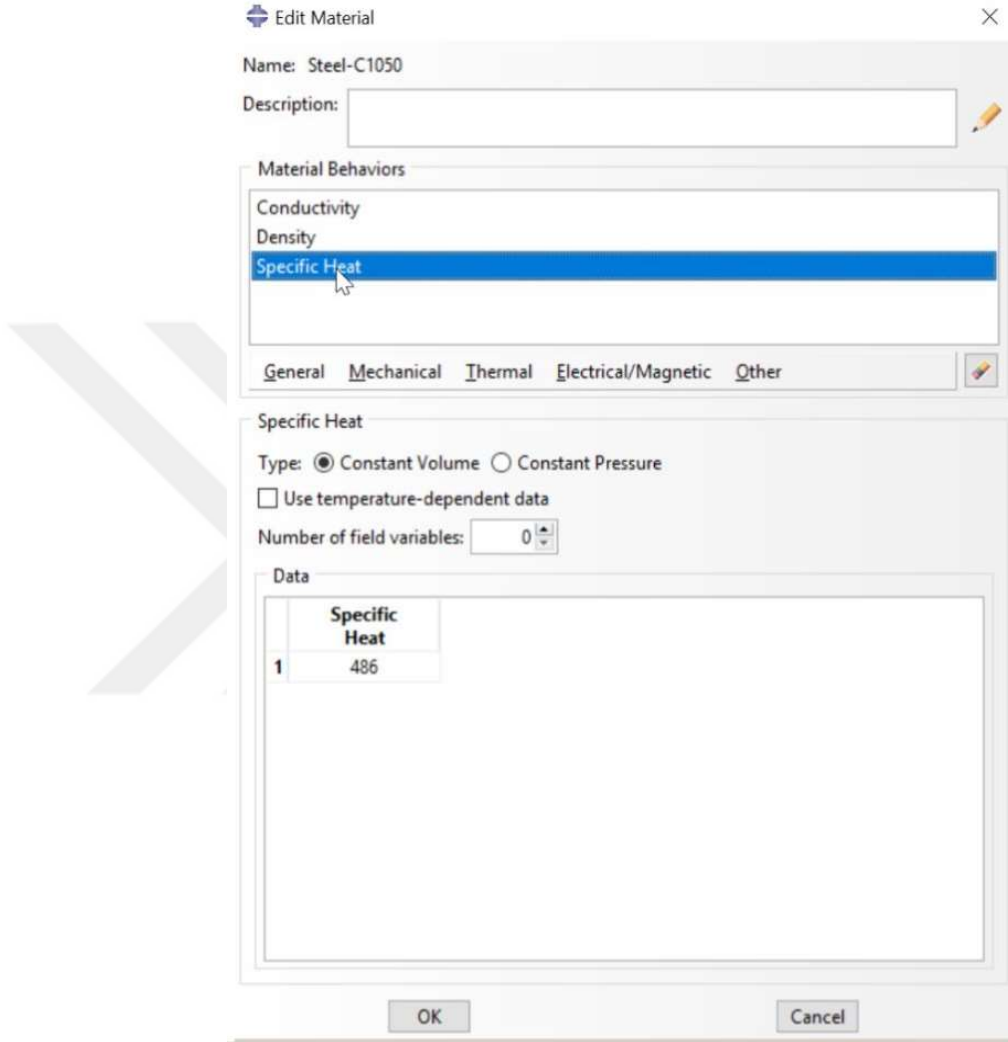 Edit Material
Name: Steel-C1050
Description:
Material Behaviors
Conductivity
Density
Specific Heat
General Mechanical Thermal Electrical/Magnetic Other
Specific Heat
Type: Constant Volume Constant Pressure
Use temperature-dependent data
Number of field variables: 0
Data
Specific
Heat
1 486
OK Cancel